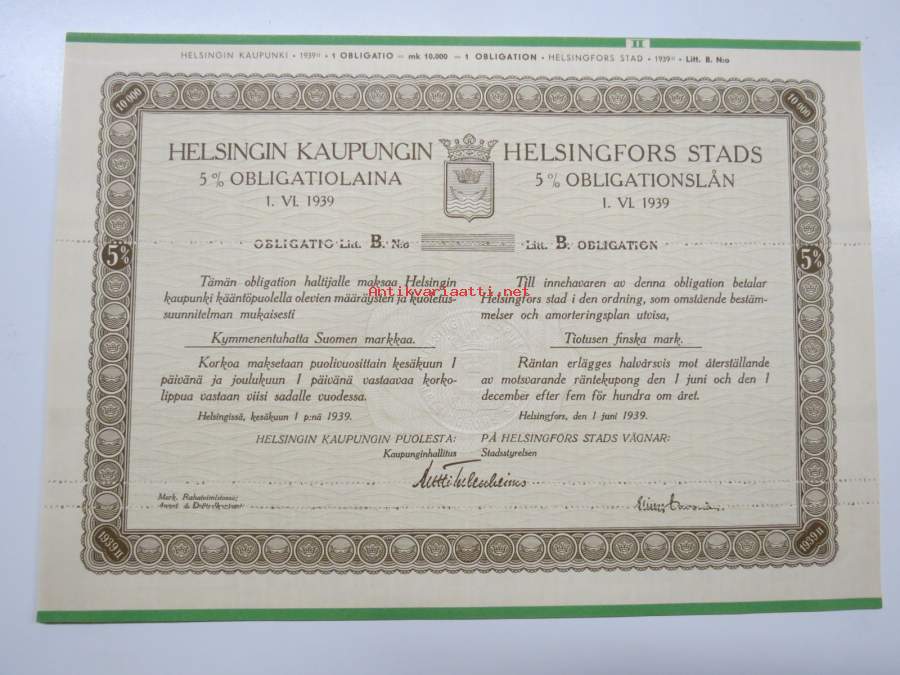 II
HELSINGIN KAUPUNKI • 1939 II • 1 OBLIGATIO — mk 10.000 — 1 OBLIGATION • HELSINGFORS STAD • 1939 II • Litt. B. N:o
10 000
10 000
HELSINGIN KAUPUNGIN
5 % OBLIGATIOLAINA
1. VI. 1939
HELSINGFORS STADS
5 % OBLIGATIONSLÅN
1. VI. 1939
OBLIGATIO Litt. B. N:o
Litt. B. OBLIGATION
5%
5%
Tämän obligation haltijalle maksaa Helsingin
kaupunki kääntöpuolella olevien määräysten ja kuoletus-
suunnitelman mukaisesti
Kymmenentuhatta Suomen markkaa.
Korkoa maksetaan puolivuosittain kesäkuun 1
päivänä ja joulukuun 1 päivänä vastaavaa korko-
lippua vastaan viisi sadalle vuodessa.
Helsingissä, kesäkuun 1 p:nä 1939.
Till innehavaren av denna obligation betalar
Helsingfors stad i den ordning, som omstående bestäm-
melser och amorteringsplan utvisa,
Tiotusen finska mark.
Räntan erlägges halvårsvis mot återställande
av motsvarande räntekupong den 1 juni och den 1
december efter fem för hundra om året.
Helsingfors, den 1 juni 1939.
Antikvariaatti.net
HELSINGIN KAUPUNGIN PUOLESTA:
Kaupunginhallitus
PÅ HELSINGFORS STADS VÄGNAR:
Stadsstyrelsen
Merk. Rahatoimistossa:
1939 II
1939 II